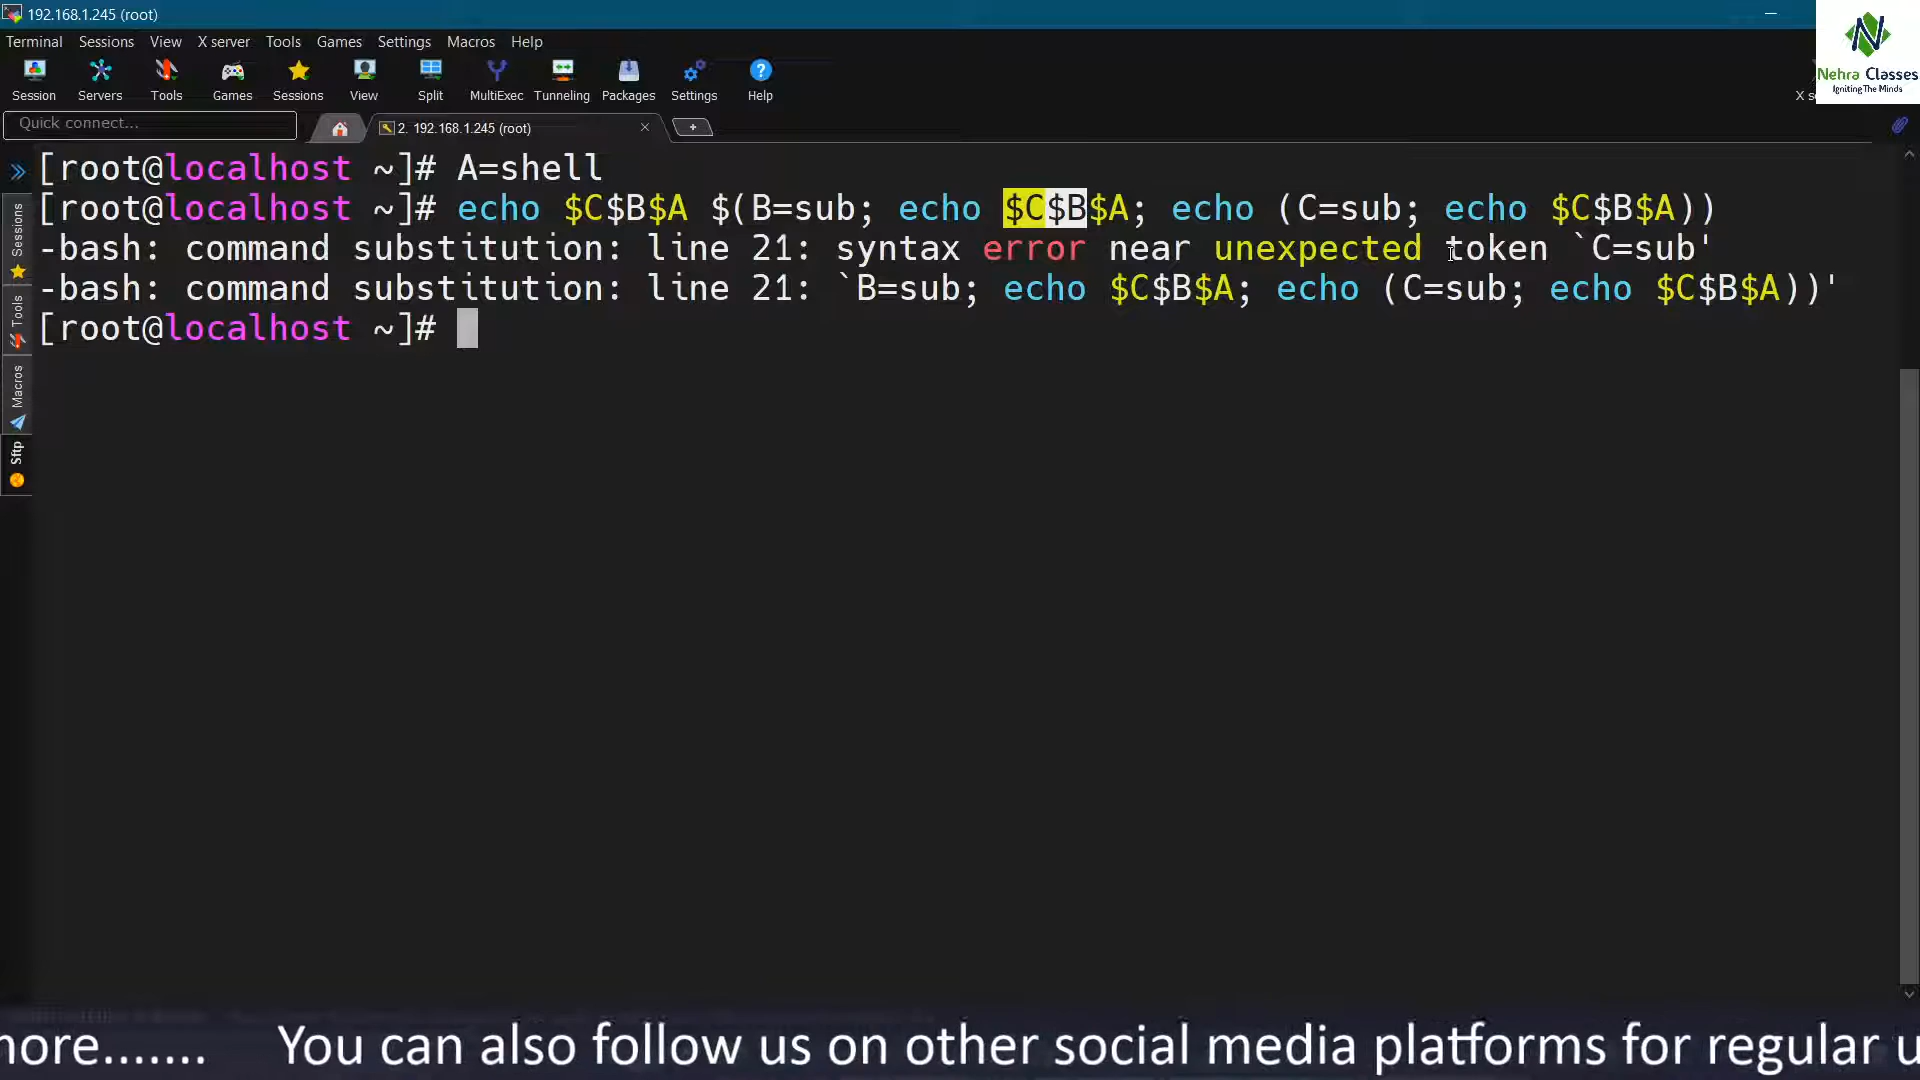 192.168.1.245 (root)
Terminal Sessions View X server Tools Games Settings Macros Help
Session Servers Tools Games Sessions View Split MultiExec Tunneling Packages Settings Help
Nehra Classes
Igniting The Minds
Quick connect...
2. 192.168.1.245 (root)
[root@localhost ~]# A=shell
[root@localhost ~]# echo $C$B$A $(B=sub; echo $C$B$A; echo (C=sub; echo $C$B$A))
-bash: command substitution: line 21: syntax error near unexpected token `C=sub'
-bash: command substitution: line 21: `B=sub; echo $C$B$A; echo (C=sub; echo $C$B$A))'
[root@localhost ~]#
Sessions
Tools
Macros
Sftp
more....... You can also follow us on other social media platforms for regular u